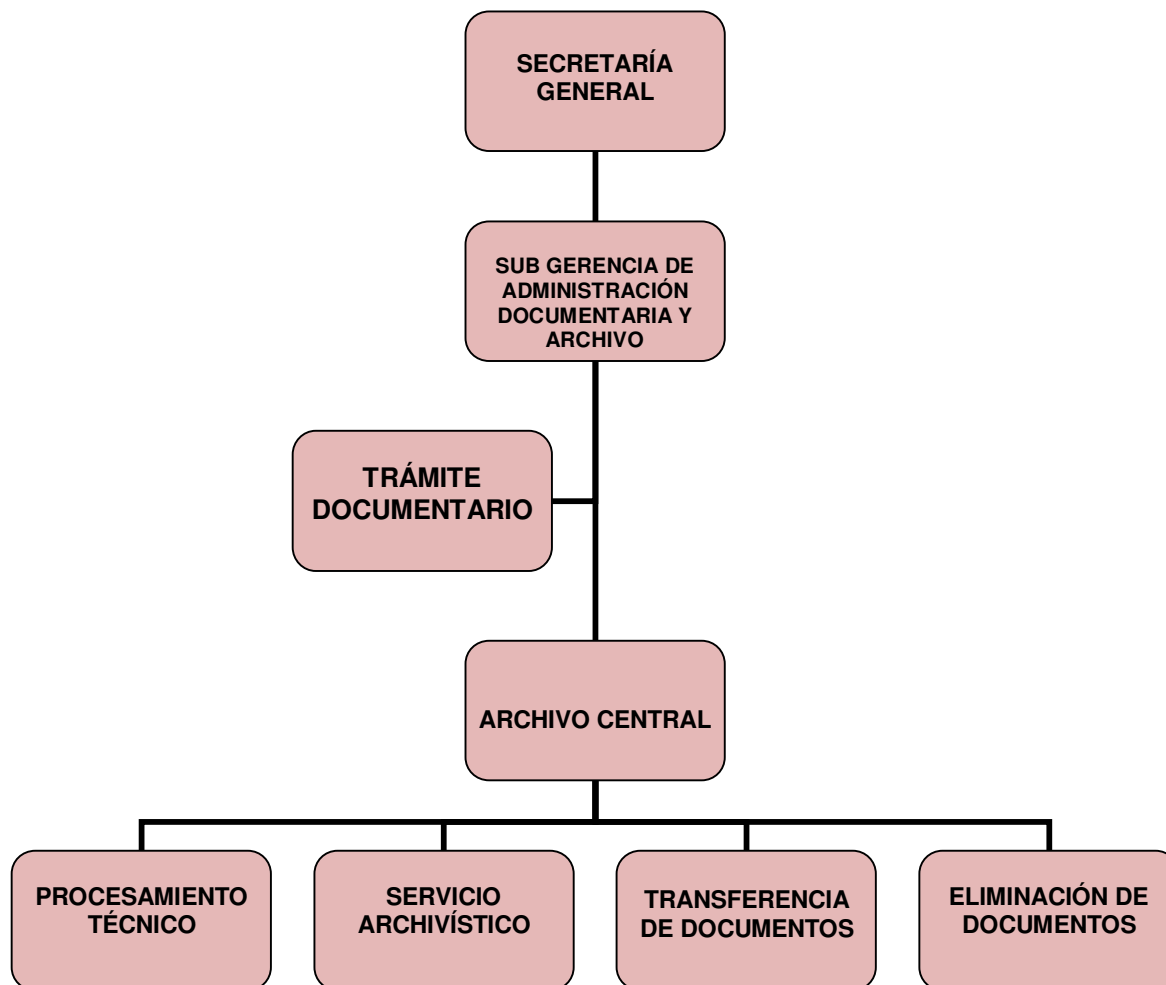 SECRETARÍA
GENERAL
SUB GERENCIA DE
ADMINISTRACIÓN
DOCUMENTARIA Y
ARCHIVO
TRÁMITE
DOCUMENTARIO
ARCHIVO CENTRAL
PROCESAMIENTO
TÉCNICO
SERVICIO
ARCHIVÍSTICO
TRANSFERENCIA
DE DOCUMENTOS
ELIMINACIÓN DE
DOCUMENTOS